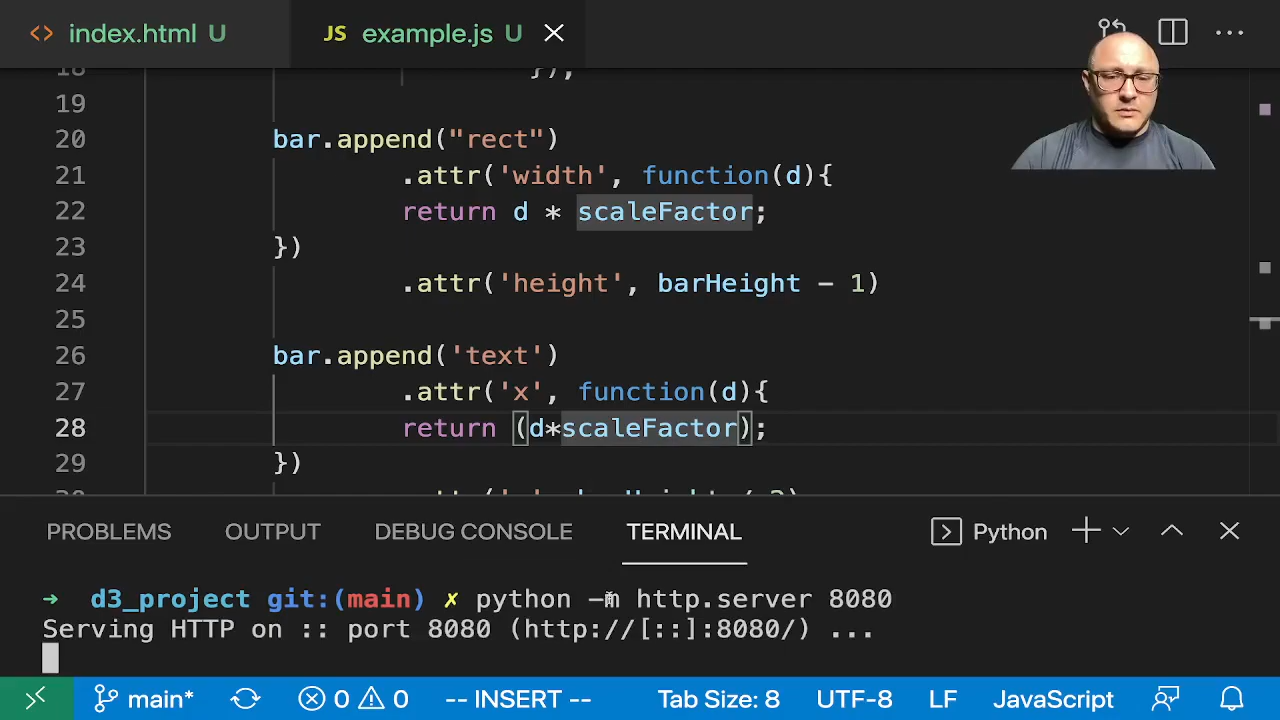 index.html U
JS example.js U
18 });
19
20 bar.append("rect")
21 .attr('width', function(d){
22 return d * scaleFactor;
23 })
24 .attr('height', barHeight - 1)
25
26 bar.append('text')
27 .attr('x', function(d){
28 return (d*scaleFactor);
29 })
PROBLEMS OUTPUT DEBUG CONSOLE TERMINAL Python
➜ d3_project git:(main) ✗ python -m http.server 8080
Serving HTTP on :: port 8080 (http://[::]:8080/) ...
main* 0 0 -- INSERT -- Tab Size: 8 UTF-8 LF JavaScript